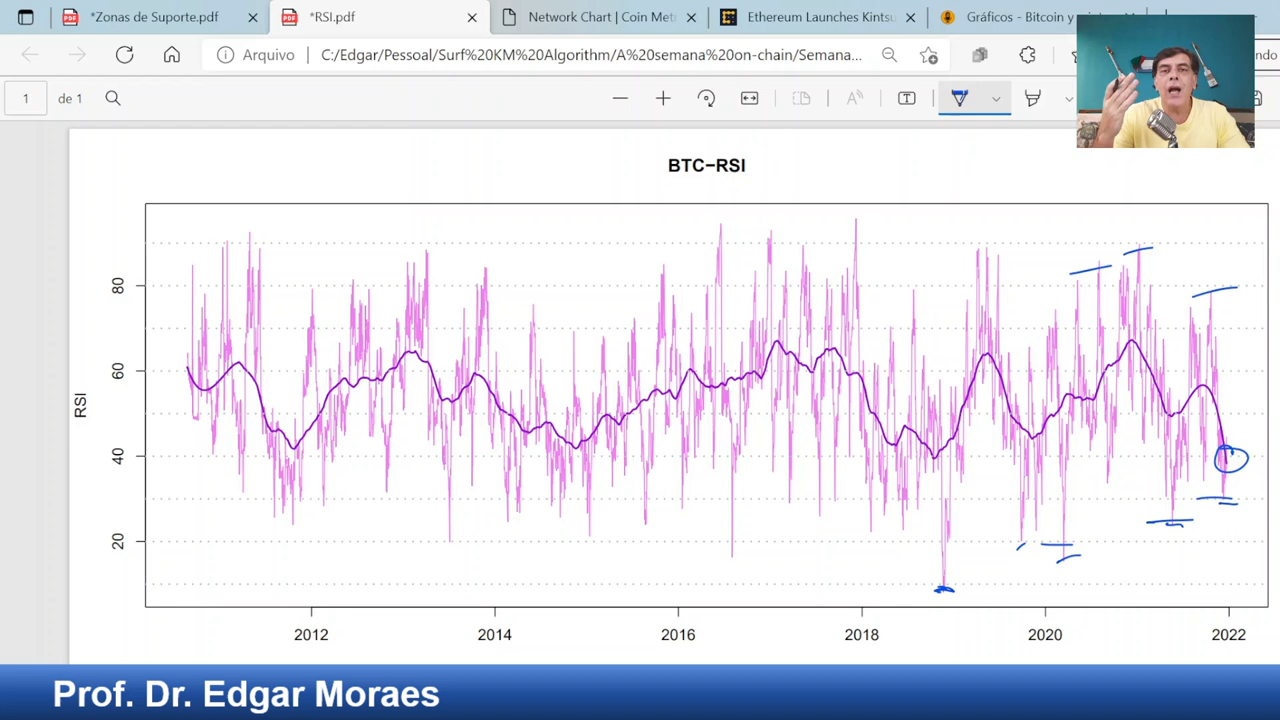 *Zonas de Suporte.pdf
*RSI.pdf
Network Chart | Coin Met
Ethereum Launches Kintsu
Gráficos - Bitcoin y
Arquivo
C:/Edgar/Pessoal/Surf%20KM%20Algorithm/A%20semana%20on-chain/Semana...
1
de 1
BTC-RSI
RSI
80
60
40
20
2012
2014
2016
2018
2020
2022
Prof. Dr. Edgar Moraes